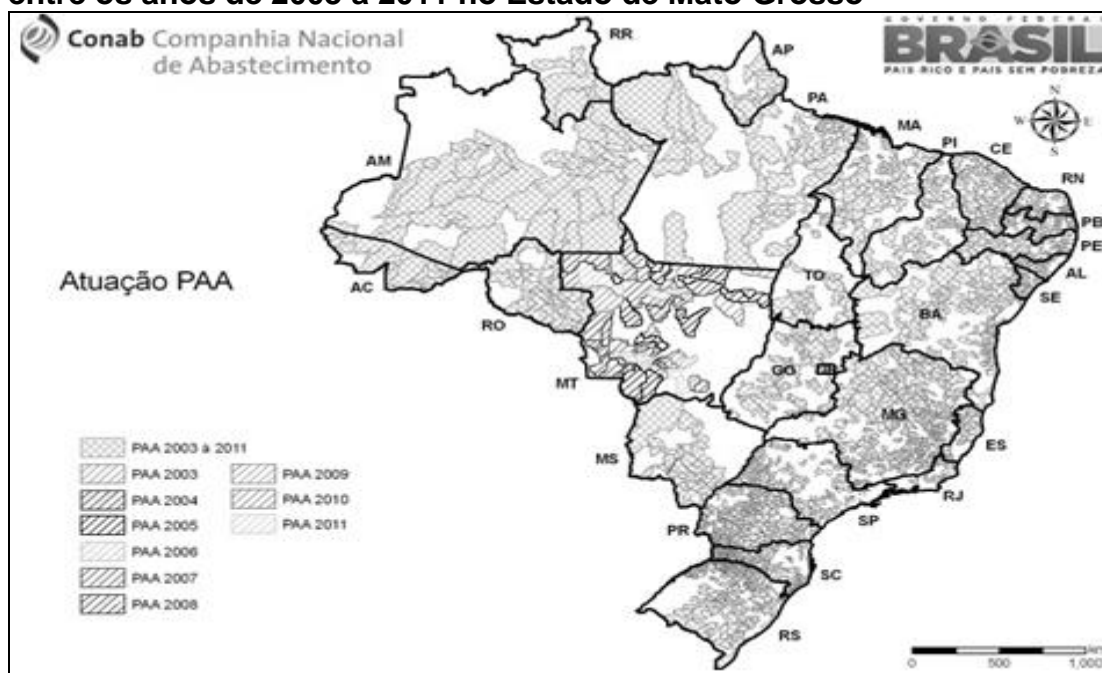 entre os anos de 2003 a 2011 no Estado de Mato Grosso
Conab Companhia Nacional
de Abastecimento
GOVERNO FEDERAL
BRASIL
PAÍS RICO É PAÍS SEM POBREZA
N
W E
S
RR
AP
PA
MA
PI
CE
RN
PB
PE
AL
SE
AM
AC
RO
TO
BA
MT
GO
DF
MG
ES
MS
RJ
SP
PR
SC
RS
Atuação PAA
PAA 2003 à 2011
PAA 2003
PAA 2004
PAA 2005
PAA 2006
PAA 2007
PAA 2008
PAA 2009
PAA 2010
PAA 2011
0 500 1,000